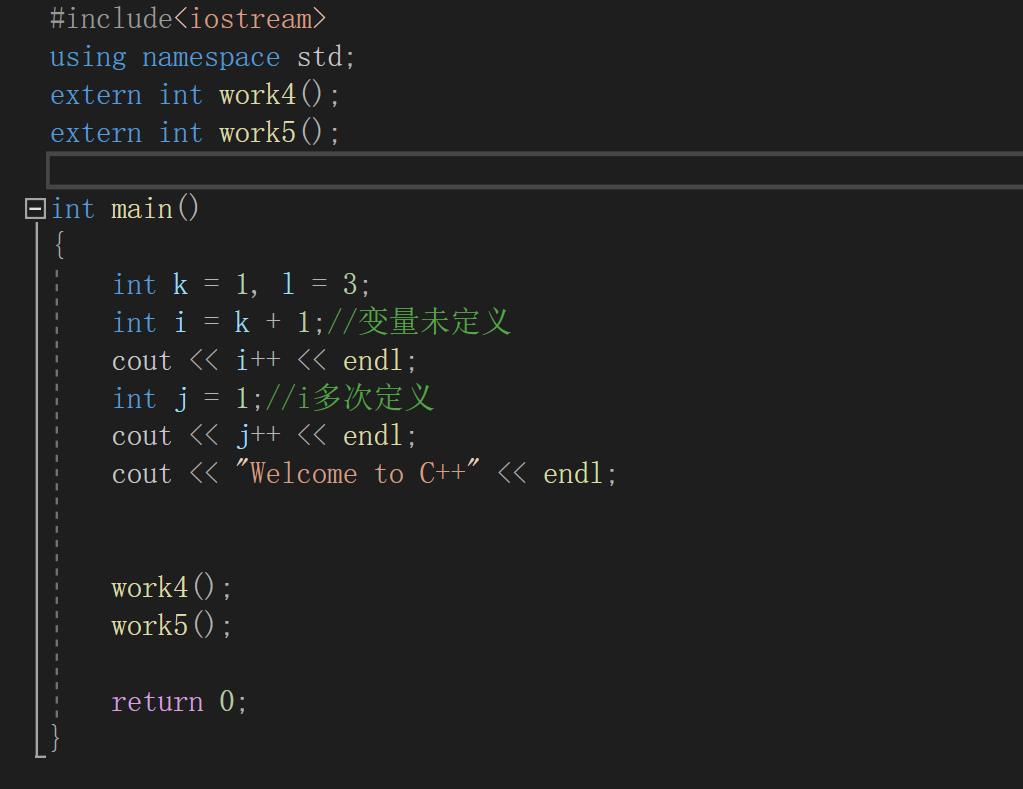 #include<iostream>
using namespace std;
extern int work4();
extern int work5();
int main()
{
int k = 1, l = 3;
int i = k + 1;//变量未定义
cout << i++ << endl;
int j = 1;//i多次定义
cout << j++ << endl;
cout << "Welcome to C++" << endl;
work4();
work5();
return 0;
}